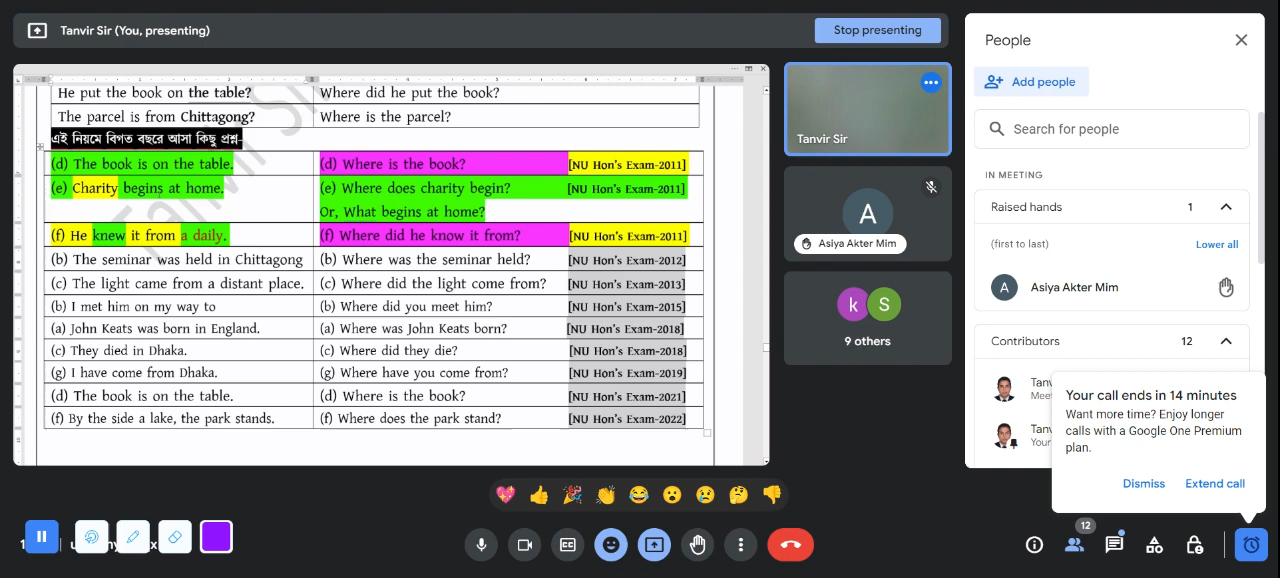 Tanvir Sir (You, presenting)
Stop presenting
He put the book on the table? Where did he put the book?
The parcel is from Chittagong? Where is the parcel?
এই নিয়মে বিগত বছরে আসা কিছু প্রশ্ন-
(d) The book is on the table. (d) Where is the book? [NU Hon's Exam-2011]
(e) Charity begins at home. (e) Where does charity begin? [NU Hon's Exam-2011]
Or, What begins at home?
(f) He knew it from a daily. (f) Where did he know it from? [NU Hon's Exam-2011]
(b) The seminar was held in Chittagong (b) Where was the seminar held? [NU Hon's Exam-2012]
(c) The light came from a distant place. (c) Where did the light come from? [NU Hon's Exam-2013]
(b) I met him on my way to (b) Where did you meet him? [NU Hon's Exam-2015]
(a) John Keats was born in England. (a) Where was John Keats born? [NU Hon's Exam-2018]
(c) They died in Dhaka. (c) Where did they die? [NU Hon's Exam-2018]
(g) I have come from Dhaka. (g) Where have you come from? [NU Hon's Exam-2019]
(d) The book is on the table. (d) Where is the book? [NU Hon's Exam-2021]
(f) By the side a lake, the park stands. (f) Where does the park stand? [NU Hon's Exam-2022]
Tanvir Sir
Tanvir Sir
A
Asiya Akter Mim
k S
9 others
People
Add people
Search for people
IN MEETING
Raised hands 1
(first to last) Lower all
A Asiya Akter Mim
Contributors 12
Your call ends in 14 minutes
Want more time? Enjoy longer
calls with a Google One Premium
plan.
Dismiss Extend call
12